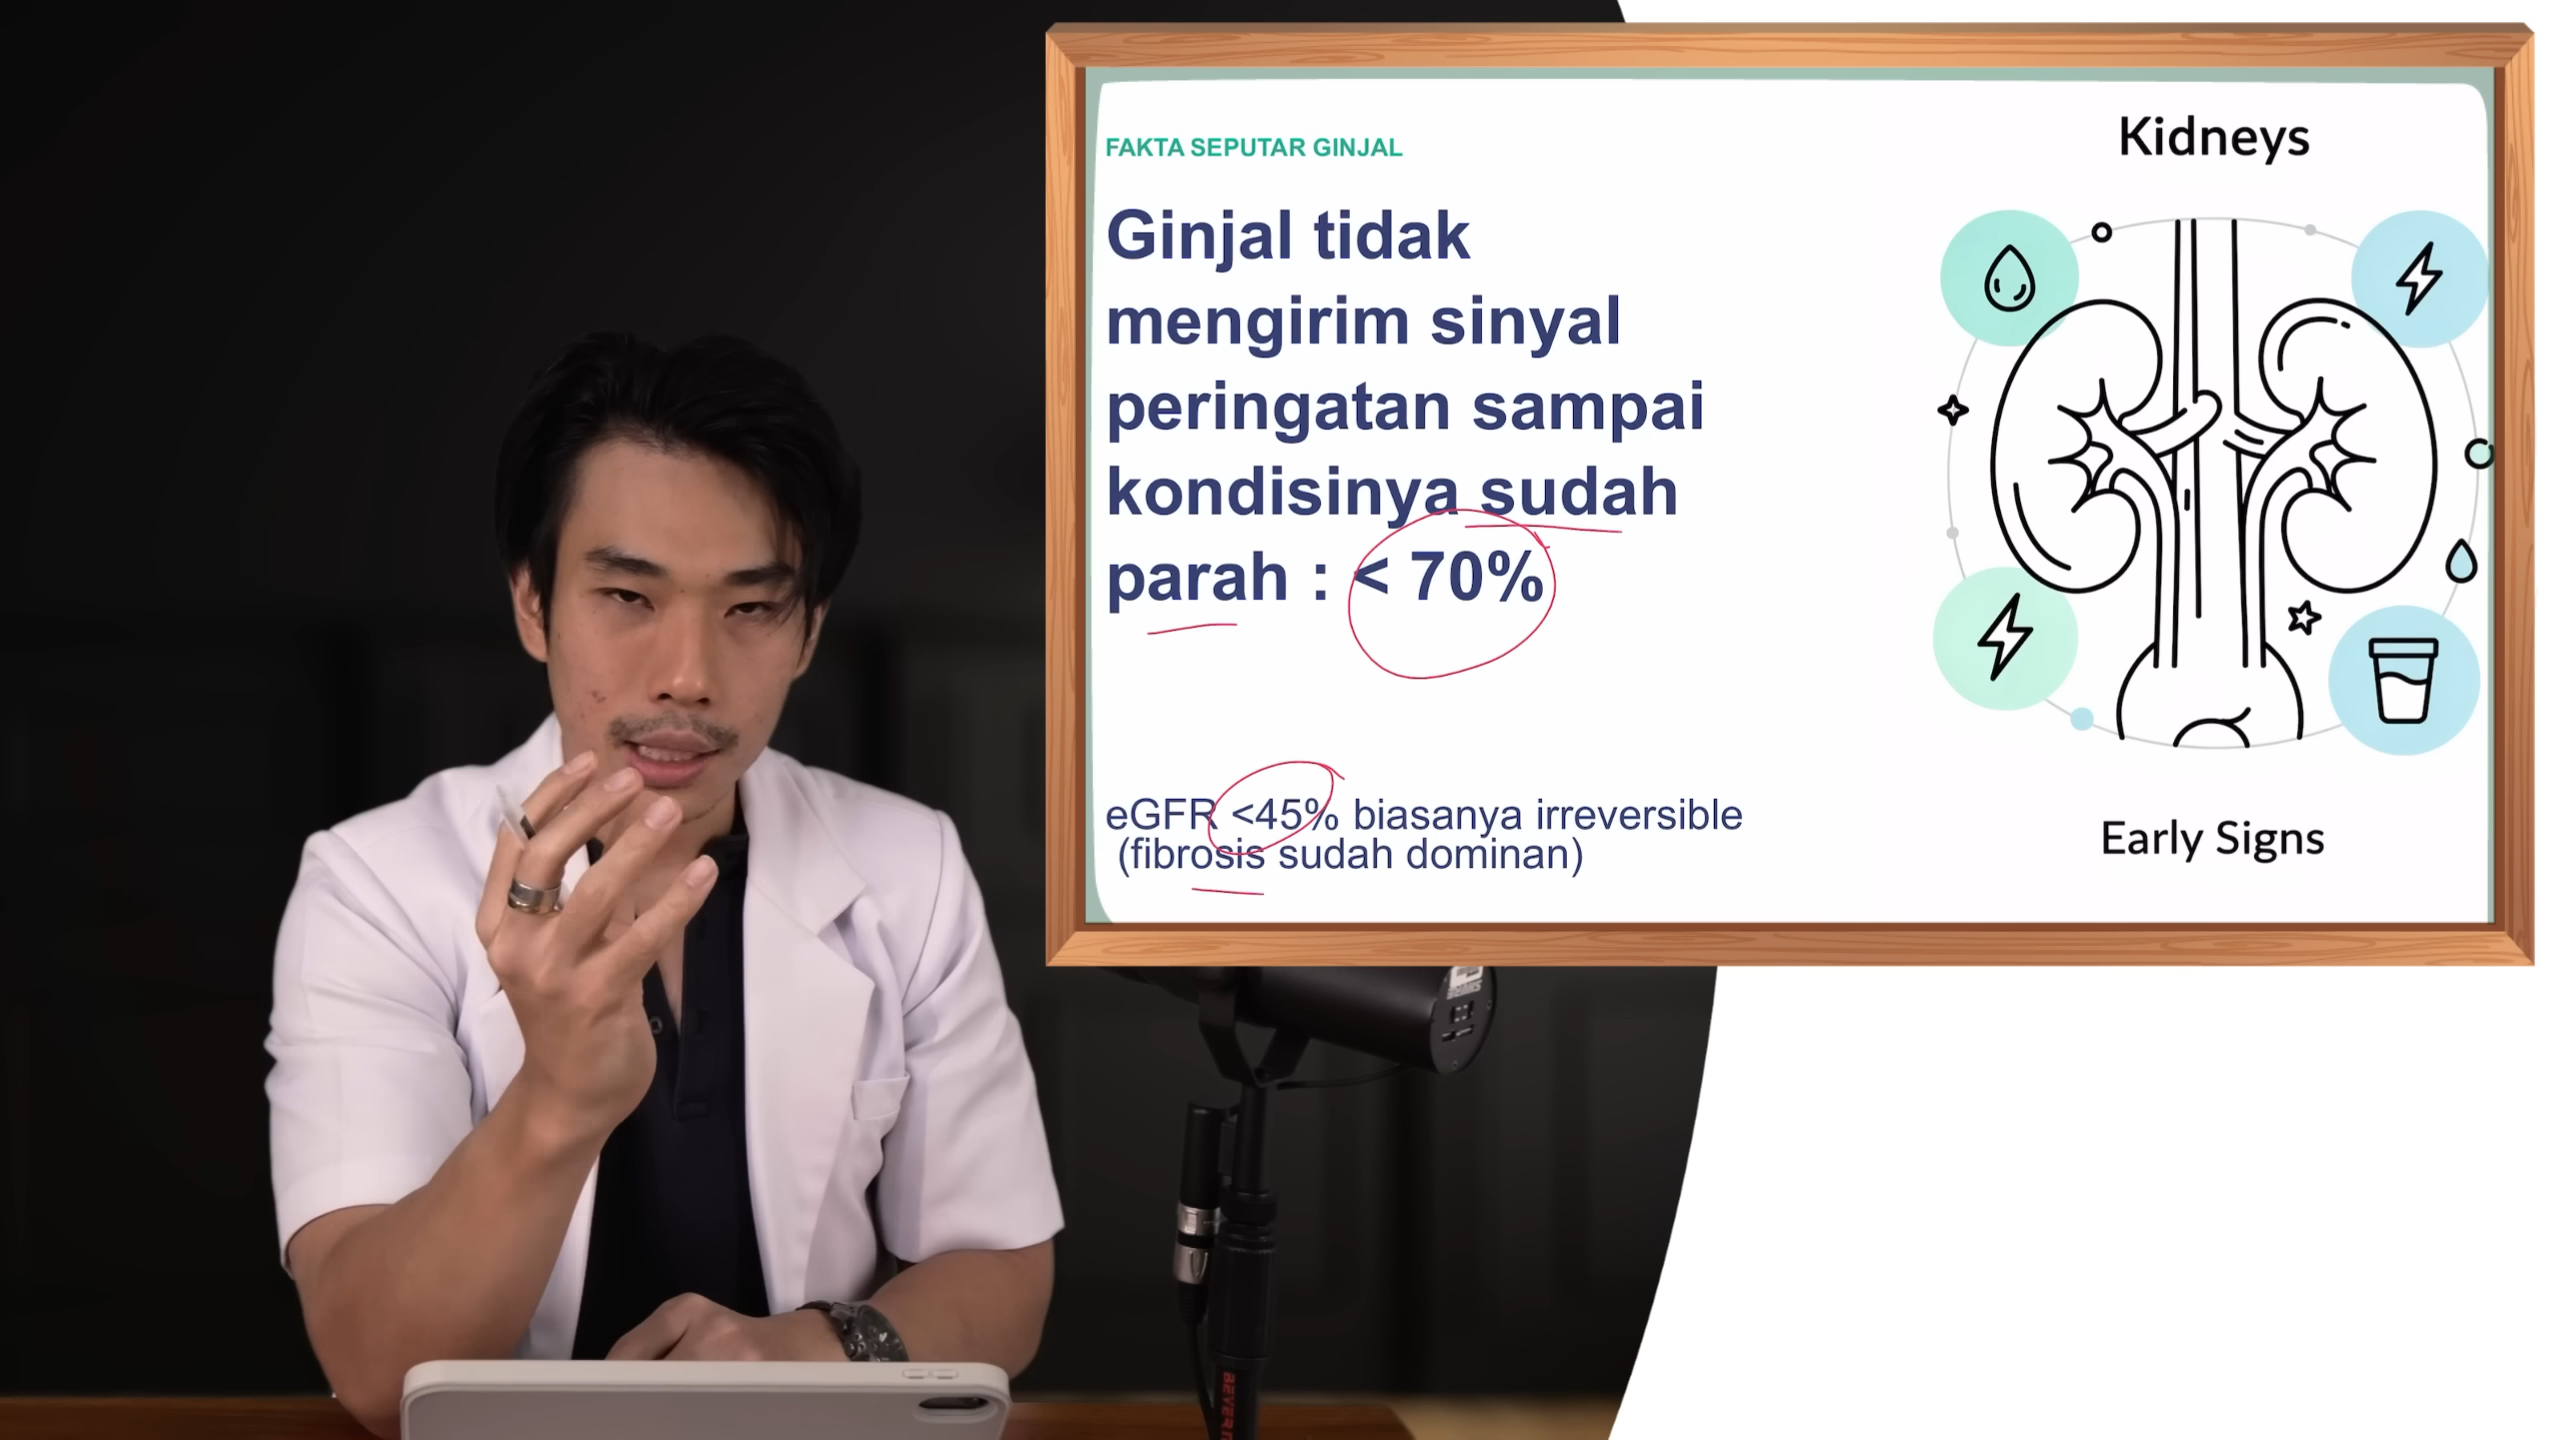 FAKTA SEPUTAR GINJAL
Ginjal tidak
mengirim sinyal
peringatan sampai
kondisinya sudah
parah : < 70%
eGFR <45% biasanya irreversible
(fibrosis sudah dominan)
Kidneys
Early Signs